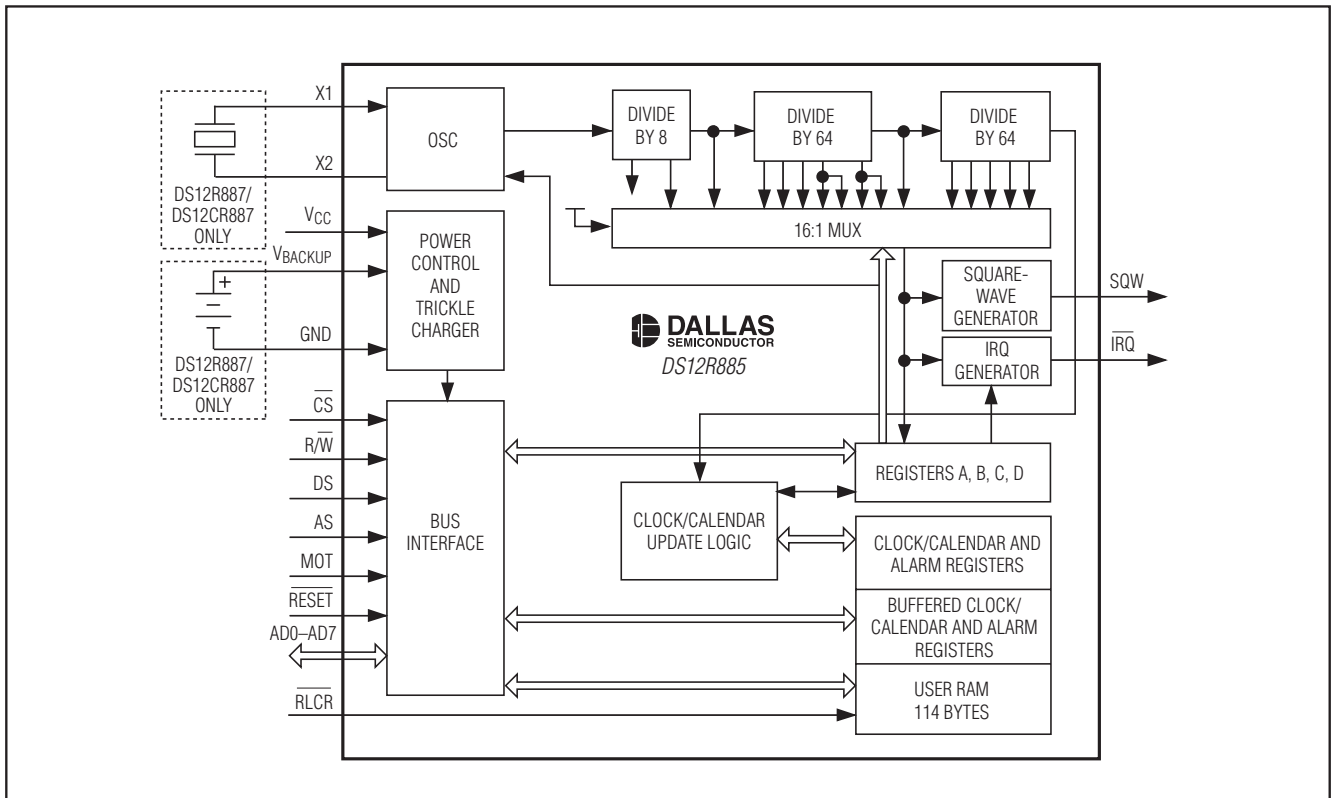 X1
X2
DS12R887/
DS12CR887
ONLY
VCC
VBACKUP
+
GND
DS12R887/
DS12CR887
ONLY
CS
R/W
DS
AS
MOT
RESET
AD0–AD7
RLCR
OSC
POWER
CONTROL
AND
TRICKLE
CHARGER
BUS
INTERFACE
DIVIDE
BY 8
DIVIDE
BY 64
DIVIDE
BY 64
16:1 MUX
DALLAS
SEMICONDUCTOR
DS12R885
SQUARE-
WAVE
GENERATOR
SQW
IRQ
GENERATOR
IRQ
REGISTERS A, B, C, D
CLOCK/CALENDAR
UPDATE LOGIC
CLOCK/CALENDAR AND
ALARM REGISTERS
BUFFERED CLOCK/
CALENDAR AND ALARM
REGISTERS
USER RAM
114 BYTES